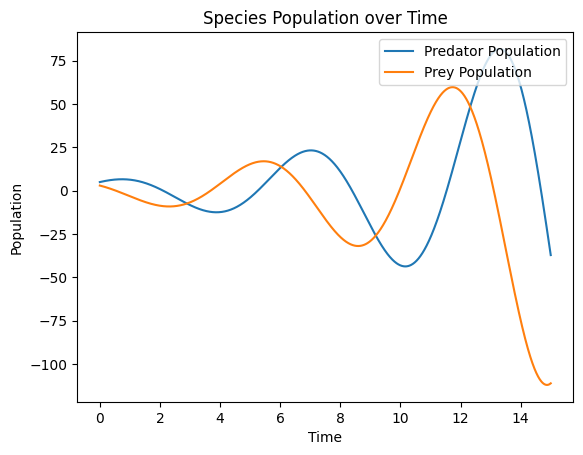 Species Population over Time
Predator Population
Prey Population
Population
75
50
25
0
−25
−50
−75
−100
0 2 4 6 8 10 12 14
Time